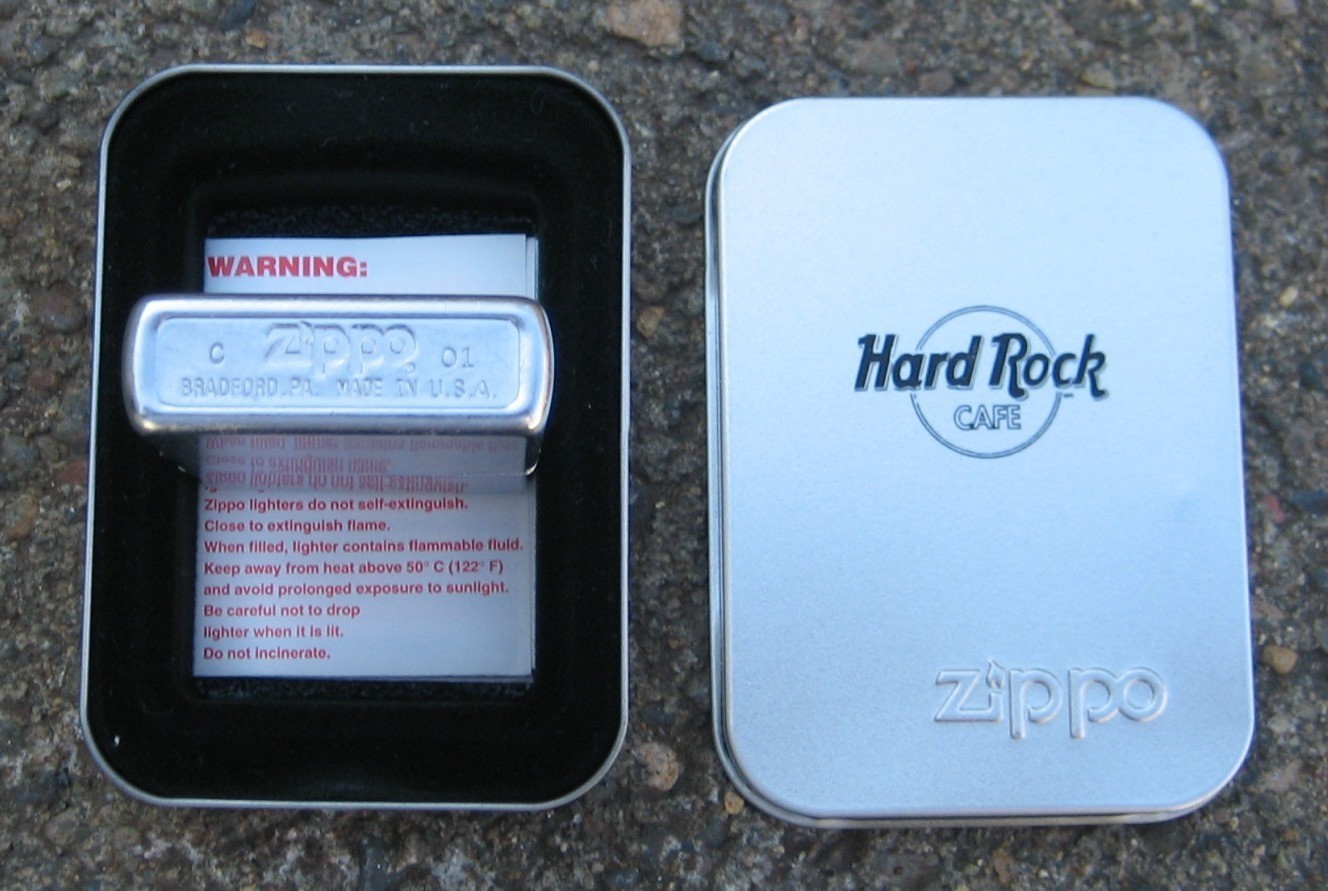 WARNING:
C Zippo 01
BRADFORD.PA. MADE IN U.S.A.
Zippo lighters do not self-extinguish.
Close to extinguish flame.
When filled, lighter contains flammable fluid.
Keep away from heat above 50° C (122° F)
and avoid prolonged exposure to sunlight.
Be careful not to drop
lighter when it is lit.
Do not incinerate.
Hard Rock
CAFE
Zippo